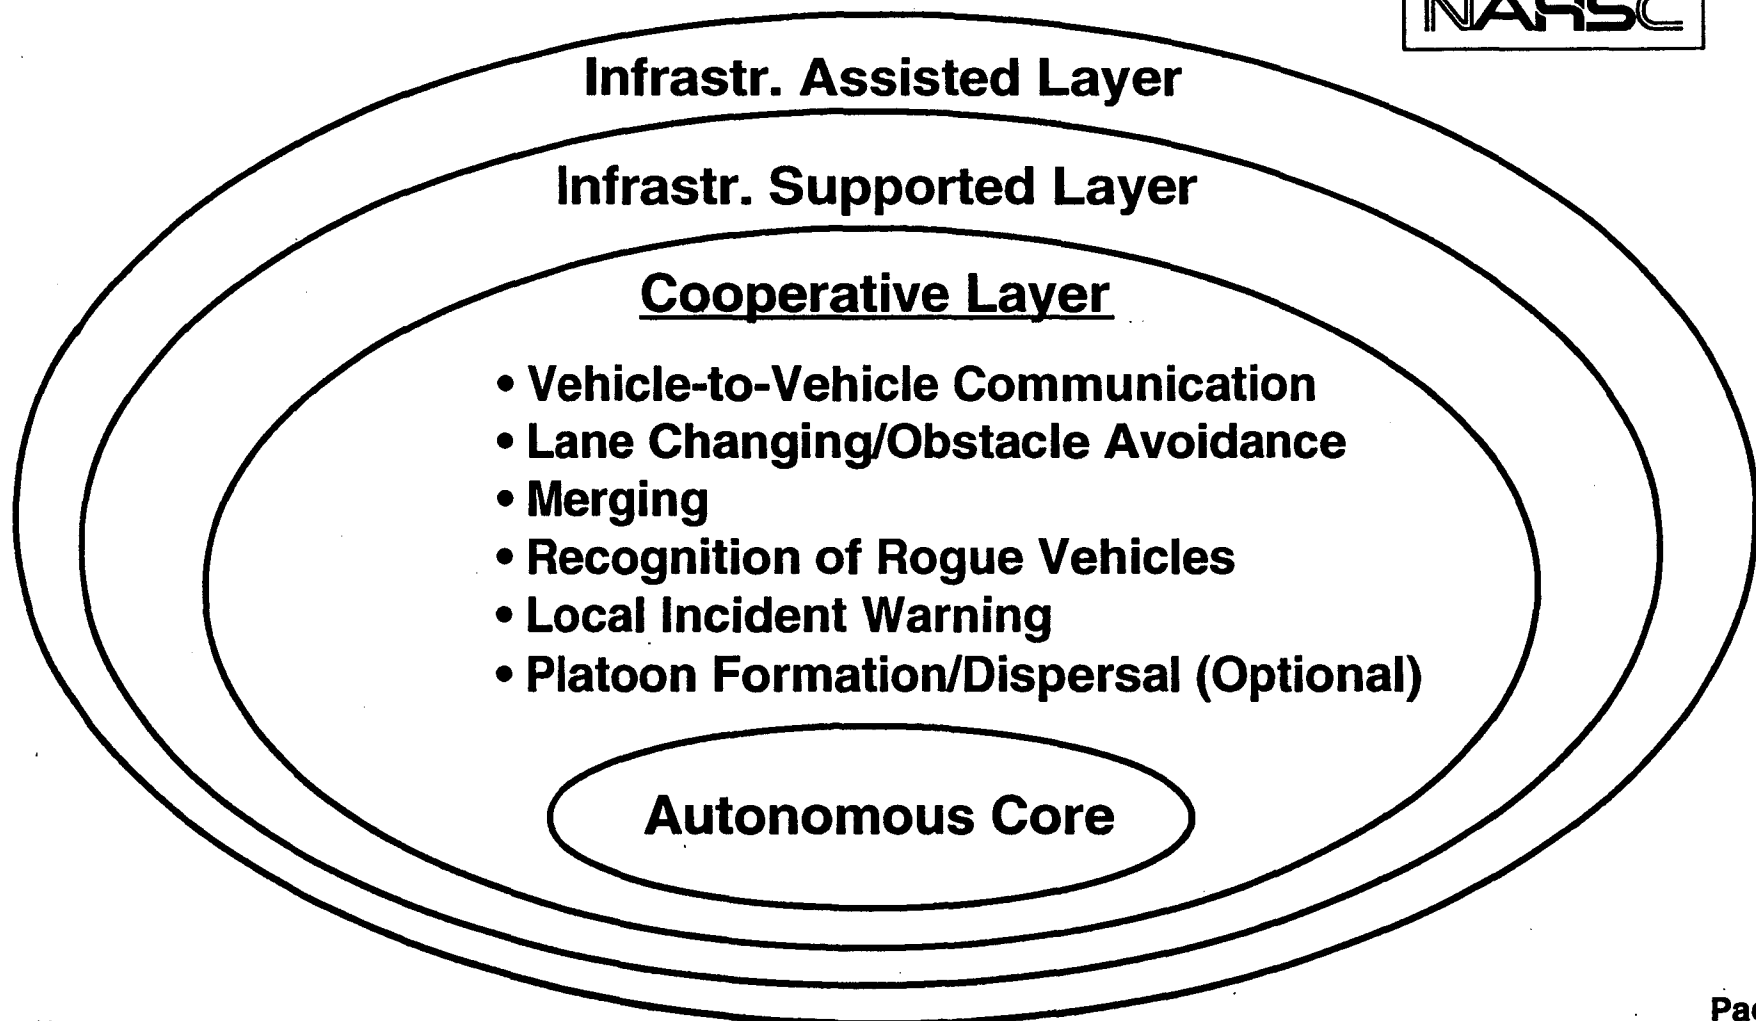 NAHSC
Infrastr. Assisted Layer
Infrastr. Supported Layer
Cooperative Layer
• Vehicle-to-Vehicle Communication
• Lane Changing/Obstacle Avoidance
• Merging
• Recognition of Rogue Vehicles
• Local Incident Warning
• Platoon Formation/Dispersal (Optional)
Autonomous Core